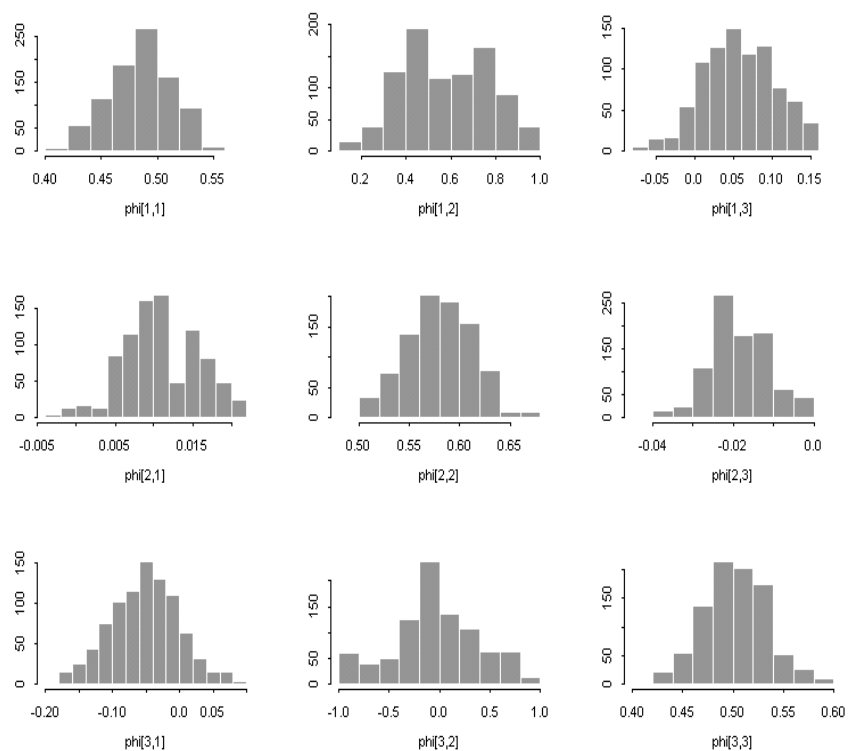 0 50 150 250
0.40 0.45 0.50 0.55
phi[1,1]
0 50 100 200
0.2 0.4 0.6 0.8 1.0
phi[1,2]
0 50 100 150
-0.05 0.0 0.05 0.10 0.15
phi[1,3]
0 50 100 150
-0.005 0.005 0.015
phi[2,1]
0 50 150
0.50 0.55 0.60 0.65
phi[2,2]
0 50 150 250
-0.04 -0.02 0.0
phi[2,3]
0 50 100 150
-0.20 -0.10 0.0 0.05
phi[3,1]
0 50 150
-1.0 -0.5 0.0 0.5 1.0
phi[3,2]
0 50 150
0.40 0.45 0.50 0.55 0.60
phi[3,3]